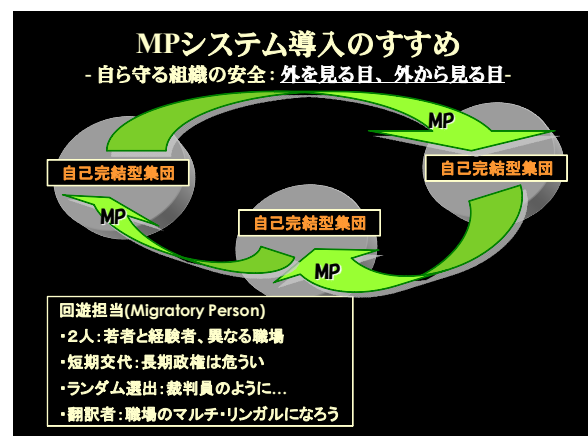 MPシステム導入のすすめ
- 自ら守る組織の安全：外を見る目、外から見る目-
MP
自己完結型集団
自己完結型集団
MP
自己完結型集団
MP
回遊担当(Migratory Person)
・２人：若者と経験者、異なる職場
・短期交代：長期政権は危うい
・ランダム選出：裁判員のように…
・翻訳者：職場のマルチ・リンガルになろう